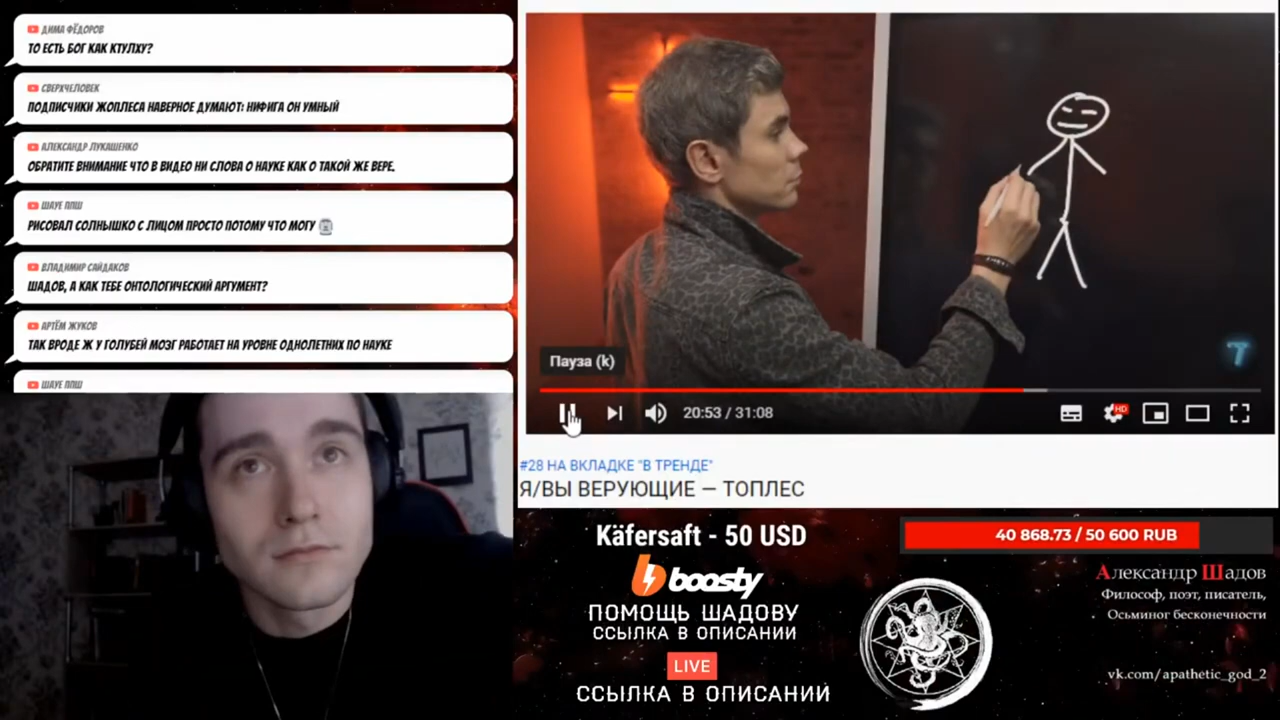 ДИМА ФЁДОРОВ
ТО ЕСТЬ БОГ КАК КТУЛХУ?
СВЕРХЧЕЛОВЕК
ПОДПИСЧИКИ ЖОПЛЕСА НАВЕРНОЕ ДУМАЮТ: НИФИГА ОН УМНЫЙ
АЛЕКСАНДР ЛУКАШЕНКО
ОБРАТИТЕ ВНИМАНИЕ ЧТО В ВИДЕО НИ СЛОВА О НАУКЕ КАК О ТАКОЙ ЖЕ ВЕРЕ.
ШАУЕ ППШ
РИСОВАЛ СОЛНЫШКО С ЛИЦОМ ПРОСТО ПОТОМУ ЧТО МОГУ
ВЛАДИМИР САЙДАКОВ
ШАДОВ, А КАК ТЕБЕ ОНТОЛОГИЧЕСКИЙ АРГУМЕНТ?
АРТЁМ ЖУКОВ
ТАК ВРОДЕ Ж У ГОЛУБЕЙ МОЗГ РАБОТАЕТ НА УРОВНЕ ОДНОЛЕТНИХ ПО НАУКЕ
ШАУЕ ППШ
Пауза (k)
20:53 / 31:08
HD
#28 НА ВКЛАДКЕ "В ТРЕНДЕ"
Я/ВЫ ВЕРУЮЩИЕ — ТОПЛЕС
Käfersaft - 50 USD
boosty
ПОМОЩЬ ШАДОВУ
ССЫЛКА В ОПИСАНИИ
LIVE
ССЫЛКА В ОПИСАНИИ
40 868.73 / 50 600 RUB
Александр Шадов
Философ, поэт, писатель,
Осьминог бесконечности
vk.com/apathetic_god_2